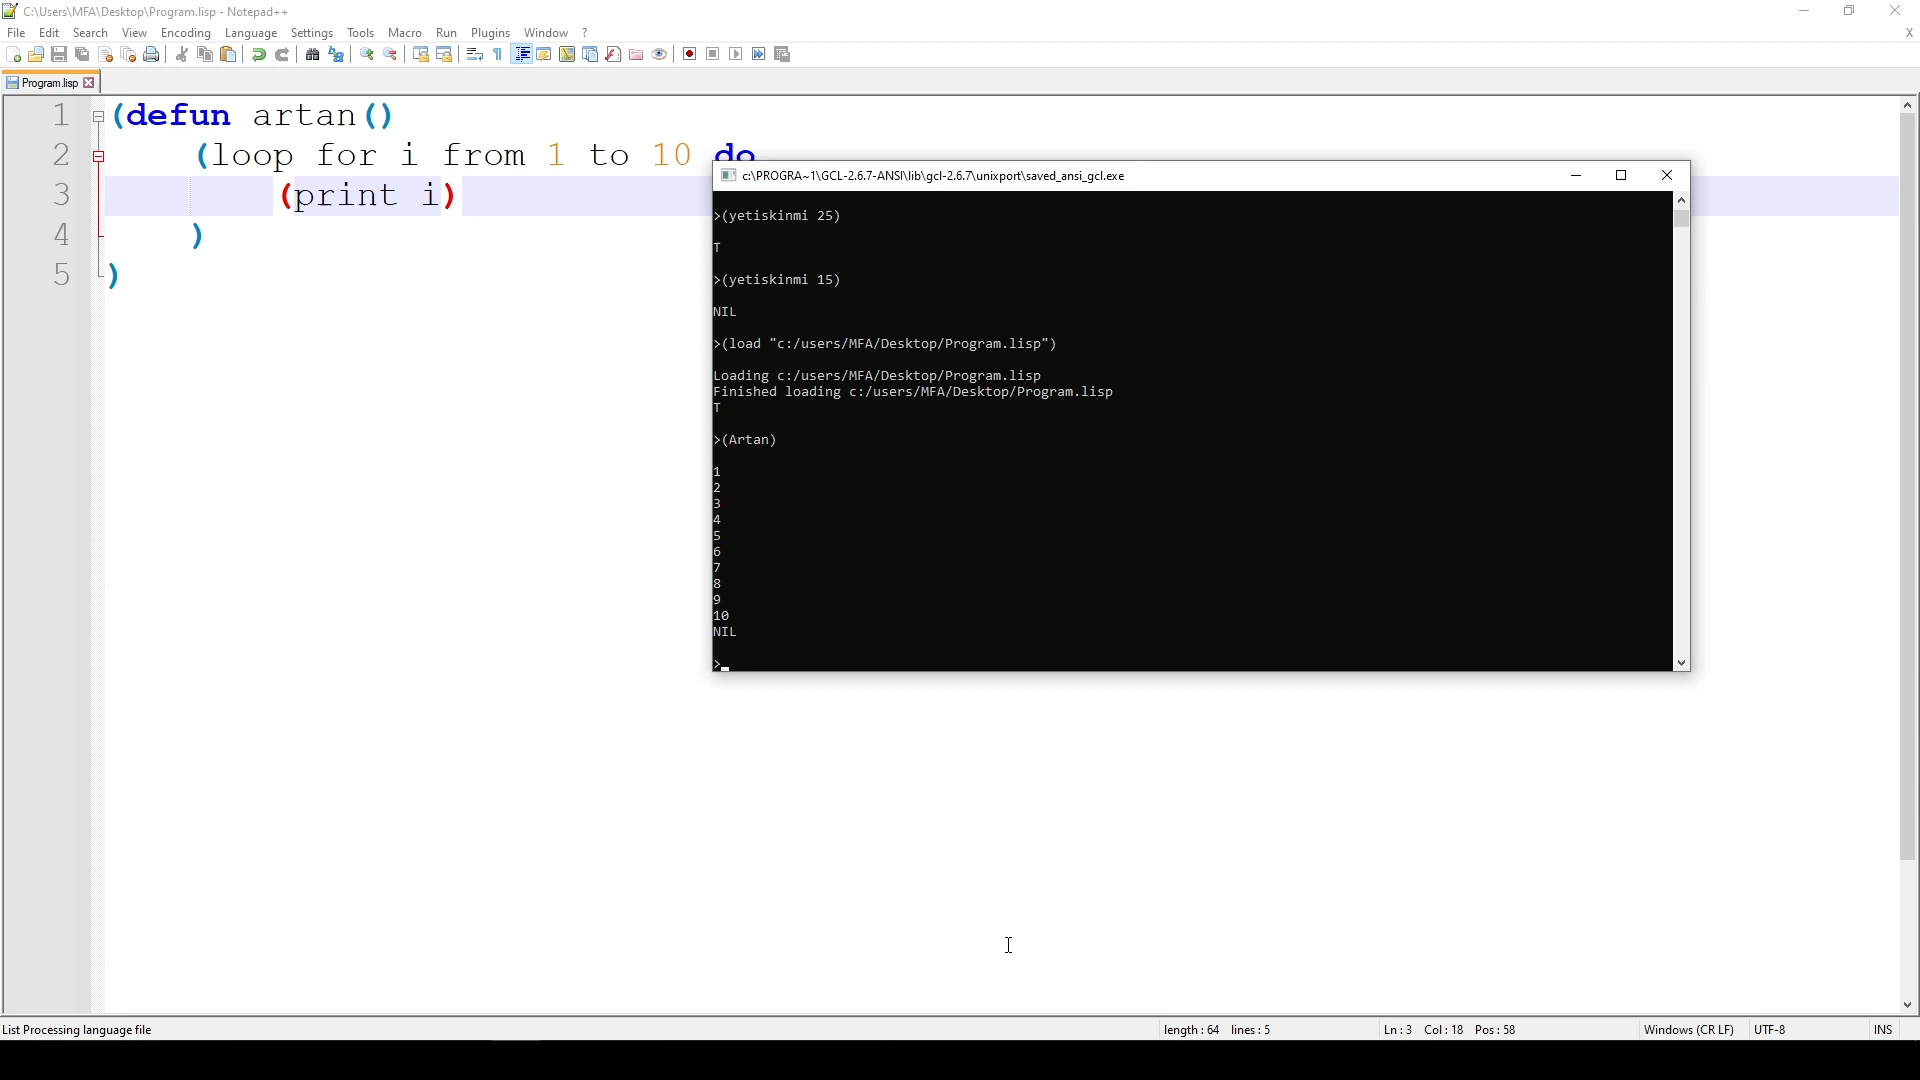 C:\Users\MFA\Desktop\Program.lisp - Notepad++
File Edit Search View Encoding Language Settings Tools Macro Run Plugins Window ? X
Program.lisp
1 (defun artan()
2 (loop for i from 1 to 10 do
3 (print i)
4 )
5 )
c:\PROGRA~1\GCL-2.6.7-ANSI\lib\gcl-2.6.7\unixport\saved_ansi_gcl.exe
>(yetiskinmi 25)
T
>(yetiskinmi 15)
NIL
>(load "c:/users/MFA/Desktop/Program.lisp")
Loading c:/users/MFA/Desktop/Program.lisp
Finished loading c:/users/MFA/Desktop/Program.lisp
T
>(Artan)
1
2
3
4
5
6
7
8
9
10
NIL
>_
List Processing language file length : 64 lines : 5 Ln : 3 Col : 18 Pos : 58 Windows (CR LF) UTF-8 INS